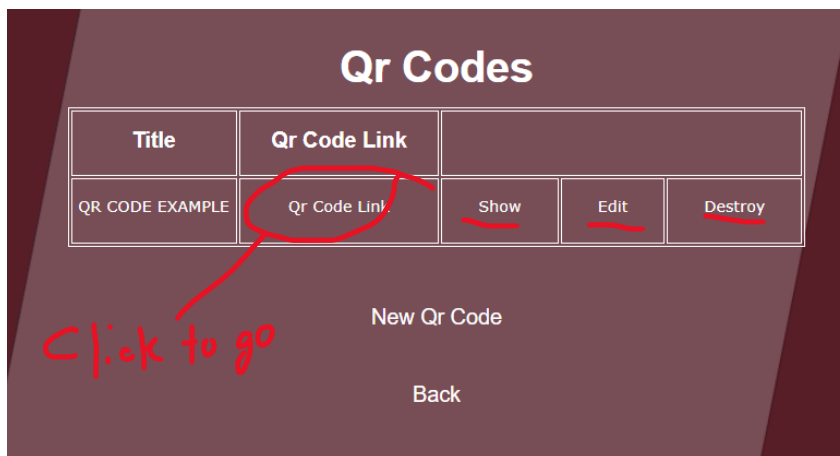 Qr Codes
Title Qr Code Link
QR CODE EXAMPLE Qr Code Link Show Edit Destroy
Click to go
New Qr Code
Back